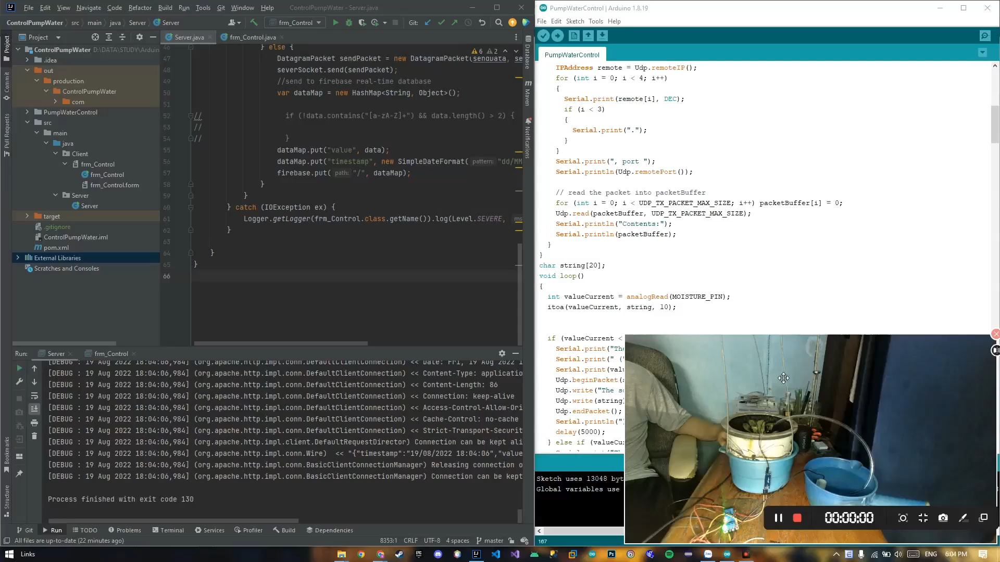 File Edit View Navigate Code Refactor Build Run Tools Git Window Help ControlPumpWater - Server.java
ControlPumpWater src main java Server Server frm_Control Git:
Project
Server.java
frm_Control.java
ControlPumpWater D:\DATA\STUDY\Arduin
.idea
out
production
ControlPumpWater
com
PumpWaterControl
src
main
java
Client
frm_Control
frm_Control
frm_Control.form
Server
Server
target
.gitignore
ControlPumpWater.iml
pom.xml
External Libraries
Scratches and Consoles
Project
Commit
Pull Requests
Bookmarks
Structure
6 2
46 } else {
47 DatagramPacket sendPacket = new DatagramPacket(sendData, se
48 severSocket.send(sendPacket);
49 //send to firebase real-time database
50 var dataMap = new HashMap<String, Object>();
51
52 // if (!data.contains("[a-zA-Z]+") && data.length() > 2) {
53 //
54 // }
55 dataMap.put("value", data);
56 dataMap.put("timestamp", new SimpleDateFormat( pattern: "dd/MM
57 firebase.put( path: "/", dataMap);
58 }
59 }
60 } catch (IOException ex) {
61 Logger.getLogger(frm_Control.class.getName()).log(Level.SEVERE, ms
62 }
63
64 }
65 }
66
Database
Maven
Notifications
Run: Server frm_Control
[DEBUG : 19 Aug 2022 18:04:06,984] (org.apache.http.impl.conn.DefaultClientConnection) << Date: Fri, 19 Aug 2022 1
[DEBUG : 19 Aug 2022 18:04:06,984] (org.apache.http.impl.conn.DefaultClientConnection) << Content-Type: applicatio
[DEBUG : 19 Aug 2022 18:04:06,984] (org.apache.http.impl.conn.DefaultClientConnection) << Content-Length: 86
[DEBUG : 19 Aug 2022 18:04:06,984] (org.apache.http.impl.conn.DefaultClientConnection) << Connection: keep-alive
[DEBUG : 19 Aug 2022 18:04:06,984] (org.apache.http.impl.conn.DefaultClientConnection) << Access-Control-Allow-Ori
[DEBUG : 19 Aug 2022 18:04:06,984] (org.apache.http.impl.conn.DefaultClientConnection) << Cache-Control: no-cache
[DEBUG : 19 Aug 2022 18:04:06,984] (org.apache.http.impl.conn.DefaultClientConnection) << Strict-Transport-Securit
[DEBUG : 19 Aug 2022 18:04:06,984] (org.apache.http.impl.client.DefaultRequestDirector) Connection can be kept ali
[DEBUG : 19 Aug 2022 18:04:06,984] (org.apache.http.impl.conn.Wire) << "{"timestamp":"19/08/2022 18:04:06","value
[DEBUG : 19 Aug 2022 18:04:06,984] (org.apache.http.impl.conn.BasicClientConnectionManager) Releasing connection o
[DEBUG : 19 Aug 2022 18:04:06,984] (org.apache.http.impl.conn.BasicClientConnectionManager) Connection can be kept
Process finished with exit code 130
Git Run TODO Problems Terminal Services Profiler Build Dependencies
All files are up-to-date (22 minutes ago) 8353:1 CRLF UTF-8 4 spaces master
PumpWaterControl | Arduino 1.8.19
File Edit Sketch Tools Help
PumpWaterControl
IPAddress remote = Udp.remoteIP();
for (int i = 0; i < 4; i++)
{
Serial.print(remote[i], DEC);
if (i < 3)
{
Serial.print(".");
}
}
Serial.print(", port ");
Serial.println(Udp.remotePort());
// read the packet into packetBuffer
for (int i = 0; i < UDP_TX_PACKET_MAX_SIZE; i++) packetBuffer[i] = 0;
Udp.read(packetBuffer, UDP_TX_PACKET_MAX_SIZE);
Serial.println("Contents:");
Serial.println(packetBuffer);
}
}
char string[20];
void loop()
{
int valueCurrent = analogRead(MOISTURE_PIN);
itoa(valueCurrent, string, 10);
if (valueCurrent <
Serial.print("The
Serial.print(" ("
Serial.print(valu
Udp.beginPacket(
Udp.write("The so
Udp.write(string)
Udp.endPacket();
Serial.println(")
delay(5000);
} else if (valueCur
Sketch uses 13048 byt
Global variables use
167
00:00:00
Links
ENG 6:04 PM